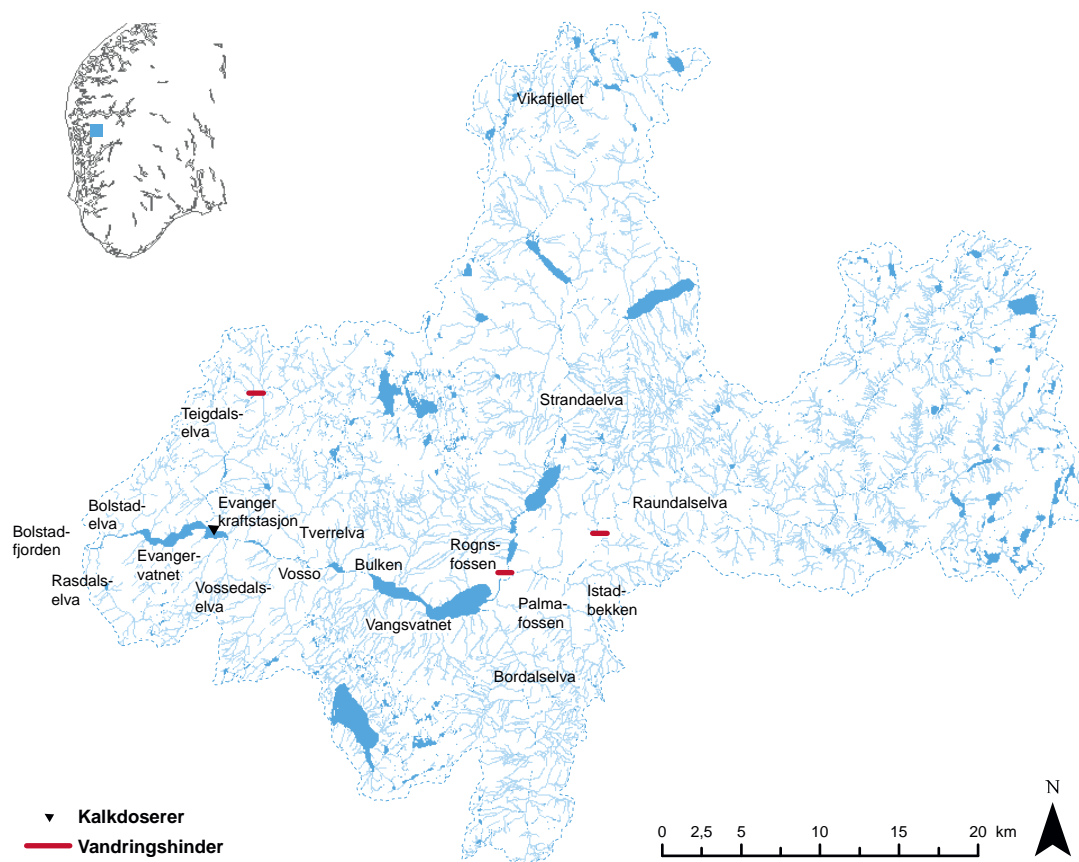 Vikafjellet
Strandaelva
Teigdals-
elva
Bolstad-
elva
Evanger
kraftstasjon
Raundalselva
Bolstad-
fjorden
Tverrelva
Rogns-
fossen
Evanger-
vatnet
Bulken
Rasdals-
elva
Vosso
Vossedals-
elva
Istad-
bekken
Palma-
fossen
Vangsvatnet
Bordalselva
N
Kalkdoserer
Vandringshinder
0 2,5 5 10 15 20 km